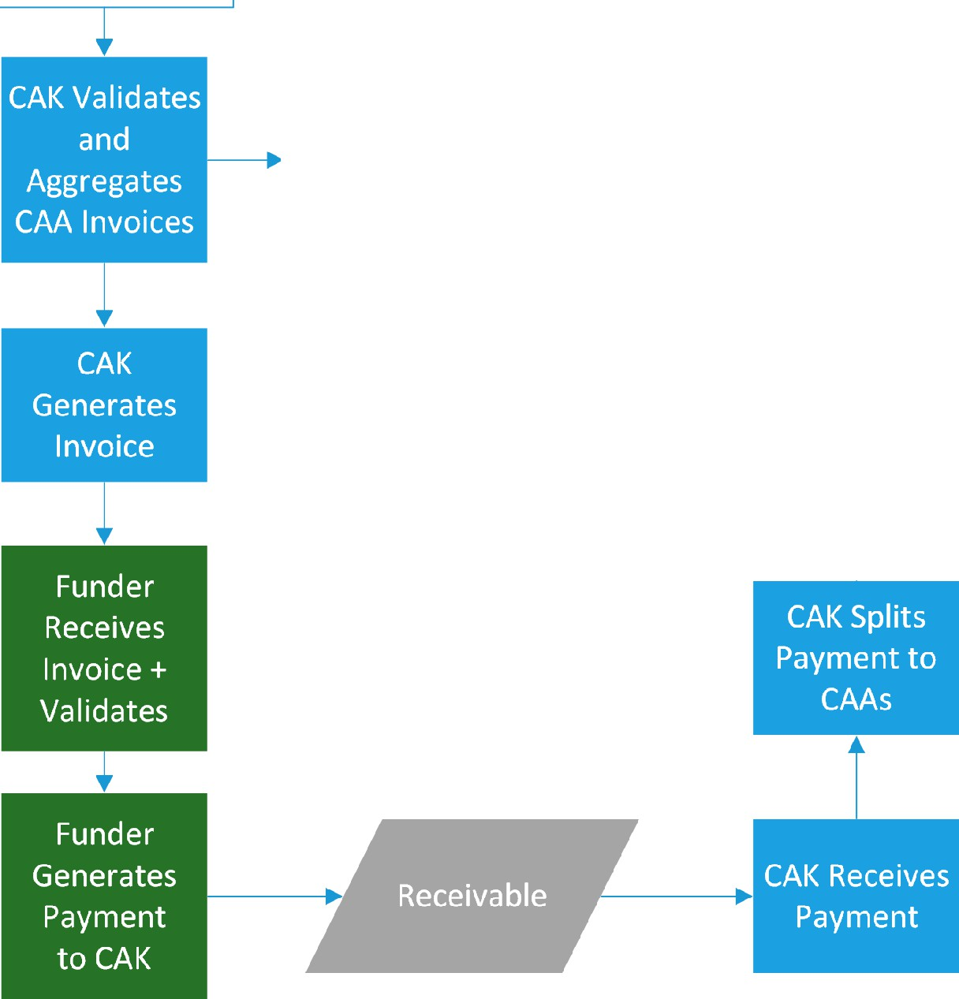 CAK Validates
and
Aggregates
CAA Invoices
CAK
Generates
Invoice
Funder
Receives
Invoice +
Validates
Funder
Generates
Payment
to CAK
Receivable
CAK Receives
Payment
CAK Splits
Payment to
CAAs